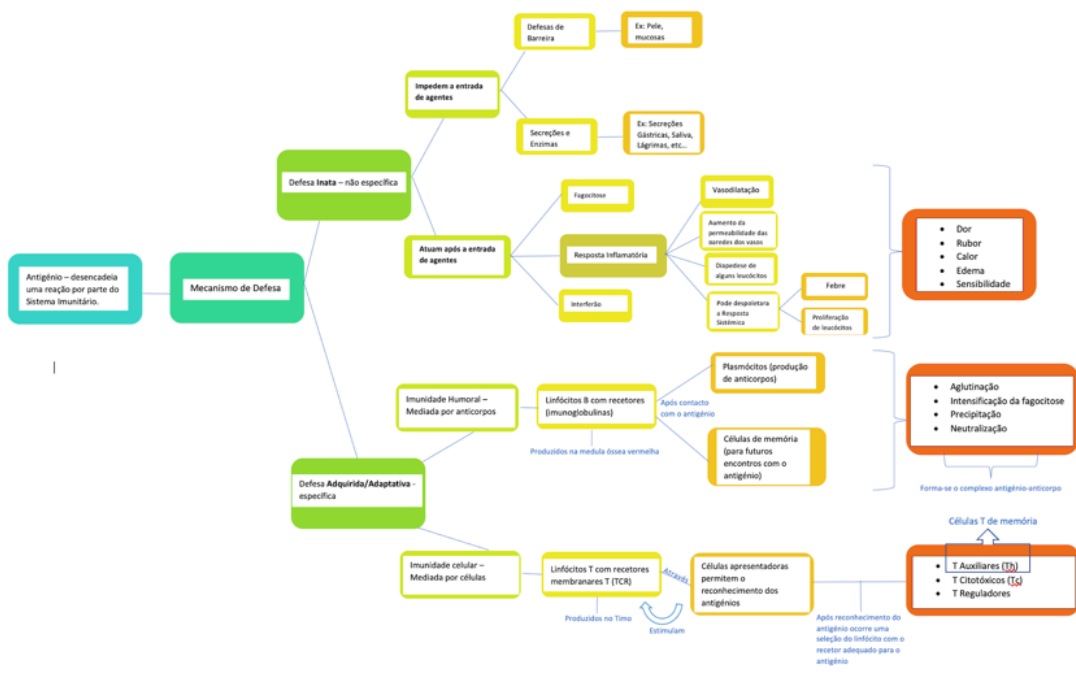 Antigénio – desencadeia
uma reação por parte do
Sistema Imunitário.
Mecanismo de Defesa
Defesa Inata – não específica
Impedem a entrada
de agentes
Defesas de
Barreira
Ex: Pele,
mucosas
Secreções e
Enzimas
Ex: Secreções
Gástricas, Saliva,
Lágrimas, etc...
Atuam após a entrada
de agentes
Fagocitose
Resposta Inflamatória
Interferão
Vasodilatação
Aumento da
permeabilidade das
paredes dos vasos
Diapedese de
alguns leucócitos
Pode despoletar
a Resposta
Sistémica
Febre
Proliferação
de leucócitos
• Dor
• Rubor
• Calor
• Edema
• Sensibilidade
Defesa Adquirida/Adaptativa -
específica
Imunidade Humoral –
Mediada por anticorpos
Linfócitos B com recetores
(imunoglobulinas)
Produzidos na medula óssea vermelha
Após contacto
com o antigénio
Plasmócitos (produção
de anticorpos)
Células de memória
(para futuros
encontros com o
antigénio)
• Aglutinação
• Intensificação da fagocitose
• Precipitação
• Neutralização
Forma-se o complexo antigénio-anticorpo
Imunidade celular –
Mediada por células
Linfócitos T com recetores
membranares T (TCR)
Produzidos no Timo
Através
Estimulam
Células apresentadoras
permitem o
reconhecimento dos
antigénios
Após reconhecimento do
antigénio ocorre uma
seleção do linfócito com o
recetor adequado para o
antigénio
Células T de memória
• T Auxiliares (Th)
• T Citotóxicos (Tc)
• T Reguladores